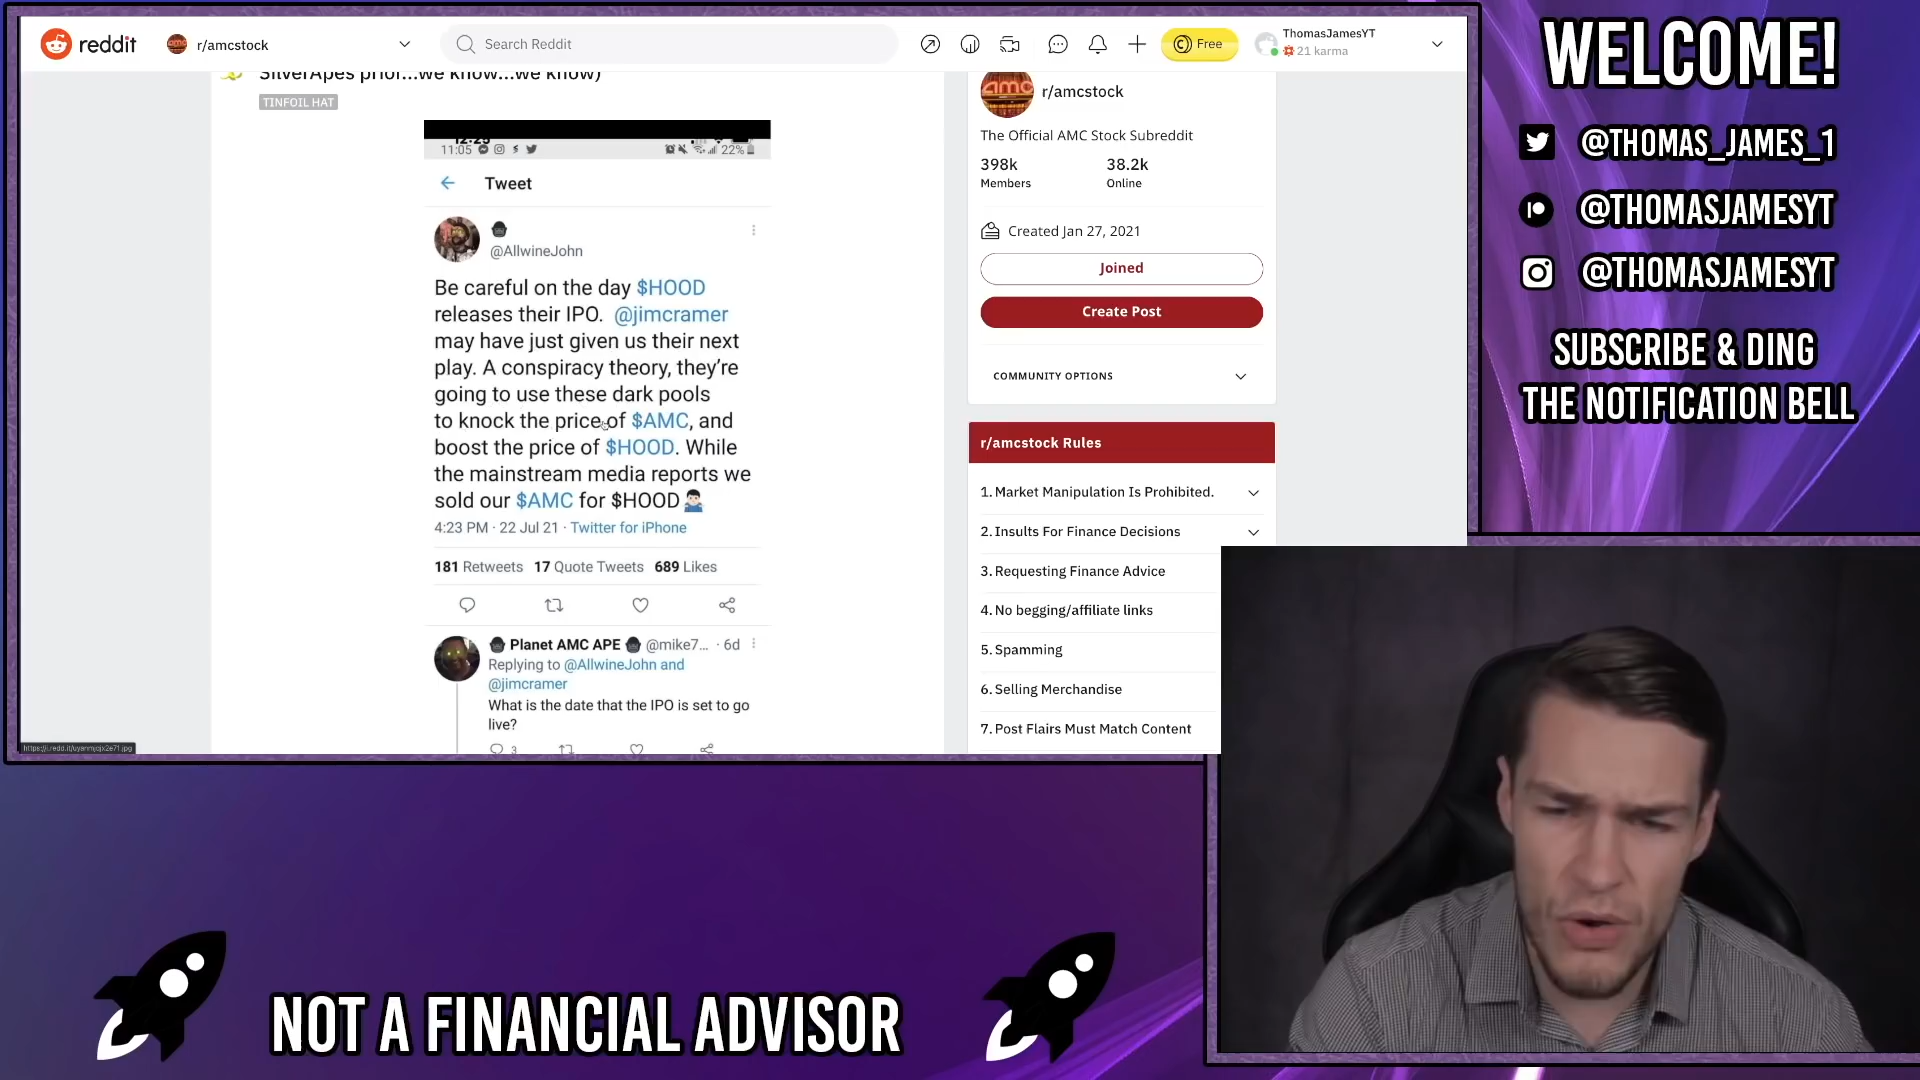 reddit
r/amcstock
Search Reddit
Free
ThomasJamesYT
21 karma
SilverApes prior...we know...we know)
TINFOIL HAT
11:05
22%
Tweet
@AllwineJohn
Be careful on the day $HOOD
releases their IPO. @jimcramer
may have just given us their next
play. A conspiracy theory, they're
going to use these dark pools
to knock the price of $AMC, and
boost the price of $HOOD. While
the mainstream media reports we
sold our $AMC for $HOOD
4:23 PM · 22 Jul 21 · Twitter for iPhone
181 Retweets 17 Quote Tweets 689 Likes
Planet AMC APE @mike7... · 6d
Replying to @AllwineJohn and
@jimcramer
What is the date that the IPO is set to go
live?
3
amc
r/amcstock
The Official AMC Stock Subreddit
398k
38.2k
Members
Online
Created Jan 27, 2021
Joined
Create Post
COMMUNITY OPTIONS
r/amcstock Rules
1. Market Manipulation Is Prohibited.
2. Insults For Finance Decisions
3. Requesting Finance Advice
4. No begging/affiliate links
5. Spamming
6. Selling Merchandise
7. Post Flairs Must Match Content
WELCOME!
@THOMAS_JAMES_1
@THOMASJAMESYT
@THOMASJAMESYT
SUBSCRIBE & DING
THE NOTIFICATION BELL
NOT A FINANCIAL ADVISOR